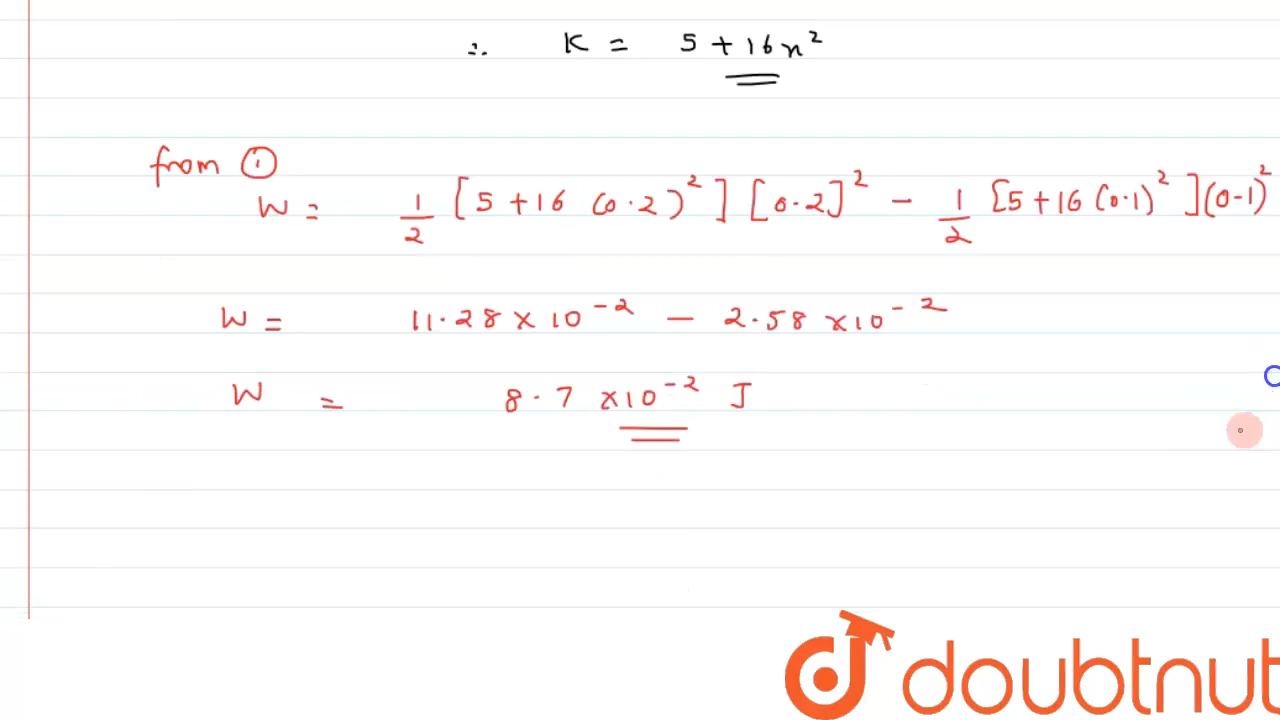 ∴ K = 5 + 16x²
from ①
W = 1/2 [5 + 16 (0.2)²] [0.2]² − 1/2 [5 + 16 (0.1)²] (0-1)²
W = 11.28 × 10⁻² − 2.58 × 10⁻²
W = 8.7 × 10⁻² J
doubtnut